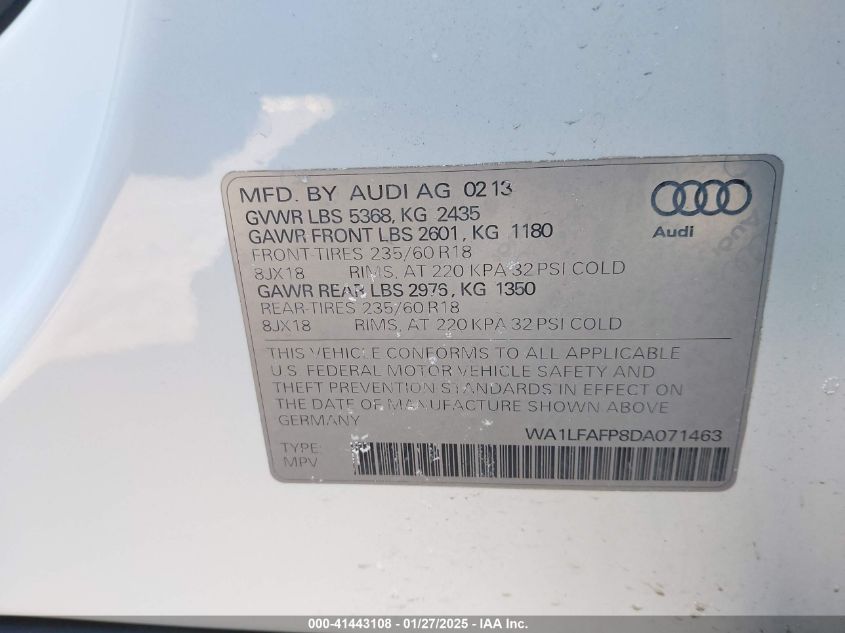 MFD. BY AUDI AG 02 13
GVWR LBS 5368, KG 2435
GAWR FRONT LBS 2601, KG 1180
FRONT-TIRES 235/60 R18
8JX18 RIMS, AT 220 KPA 32 PSI COLD
GAWR REAR LBS 2976, KG 1350
REAR-TIRES 235/60 R18
8JX18 RIMS, AT 220 KPA 32 PSI COLD
Audi
Audi
THIS VEHICLE CONFORMS TO ALL APPLICABLE
U.S. FEDERAL MOTOR VEHICLE SAFETY AND
THEFT PREVENTION STANDARDS IN EFFECT ON
THE DATE OF MANUFACTURE SHOWN ABOVE
GERMANY
WA1LFAFP8DA071463
TYPE:
MPV
000-41443108 - 01/27/2025 - IAA Inc.